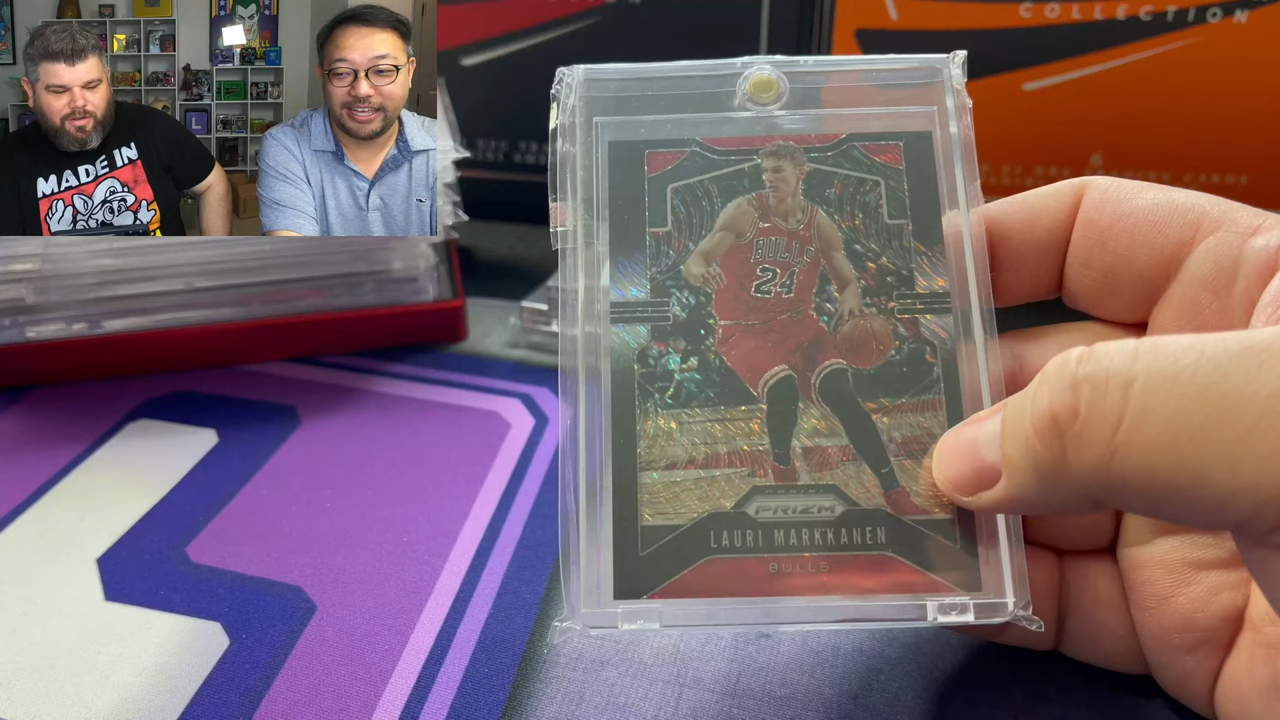 MADE IN
L
COLLECTION
BULLS
24
PANINI
PRIZM
LAURI MARKKANEN
BULLS